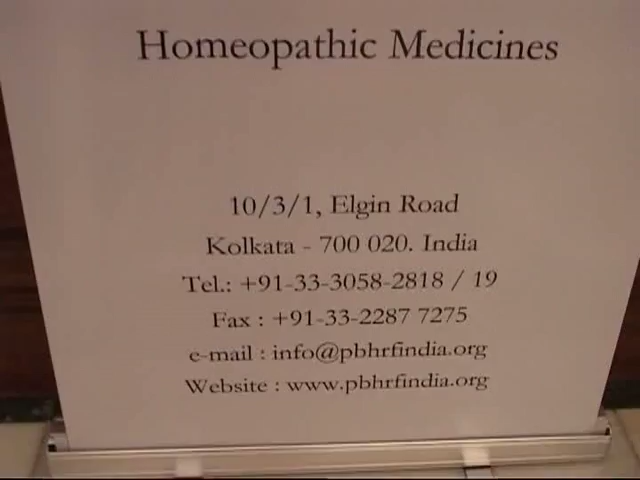 Homeopathic Medicines
10/3/1, Elgin Road
Kolkata - 700 020. India
Tel.: +91-33-3058-2818 / 19
Fax : +91-33-2287 7275
e-mail : info@pbhrfindia.org
Website : www.pbhrfindia.org